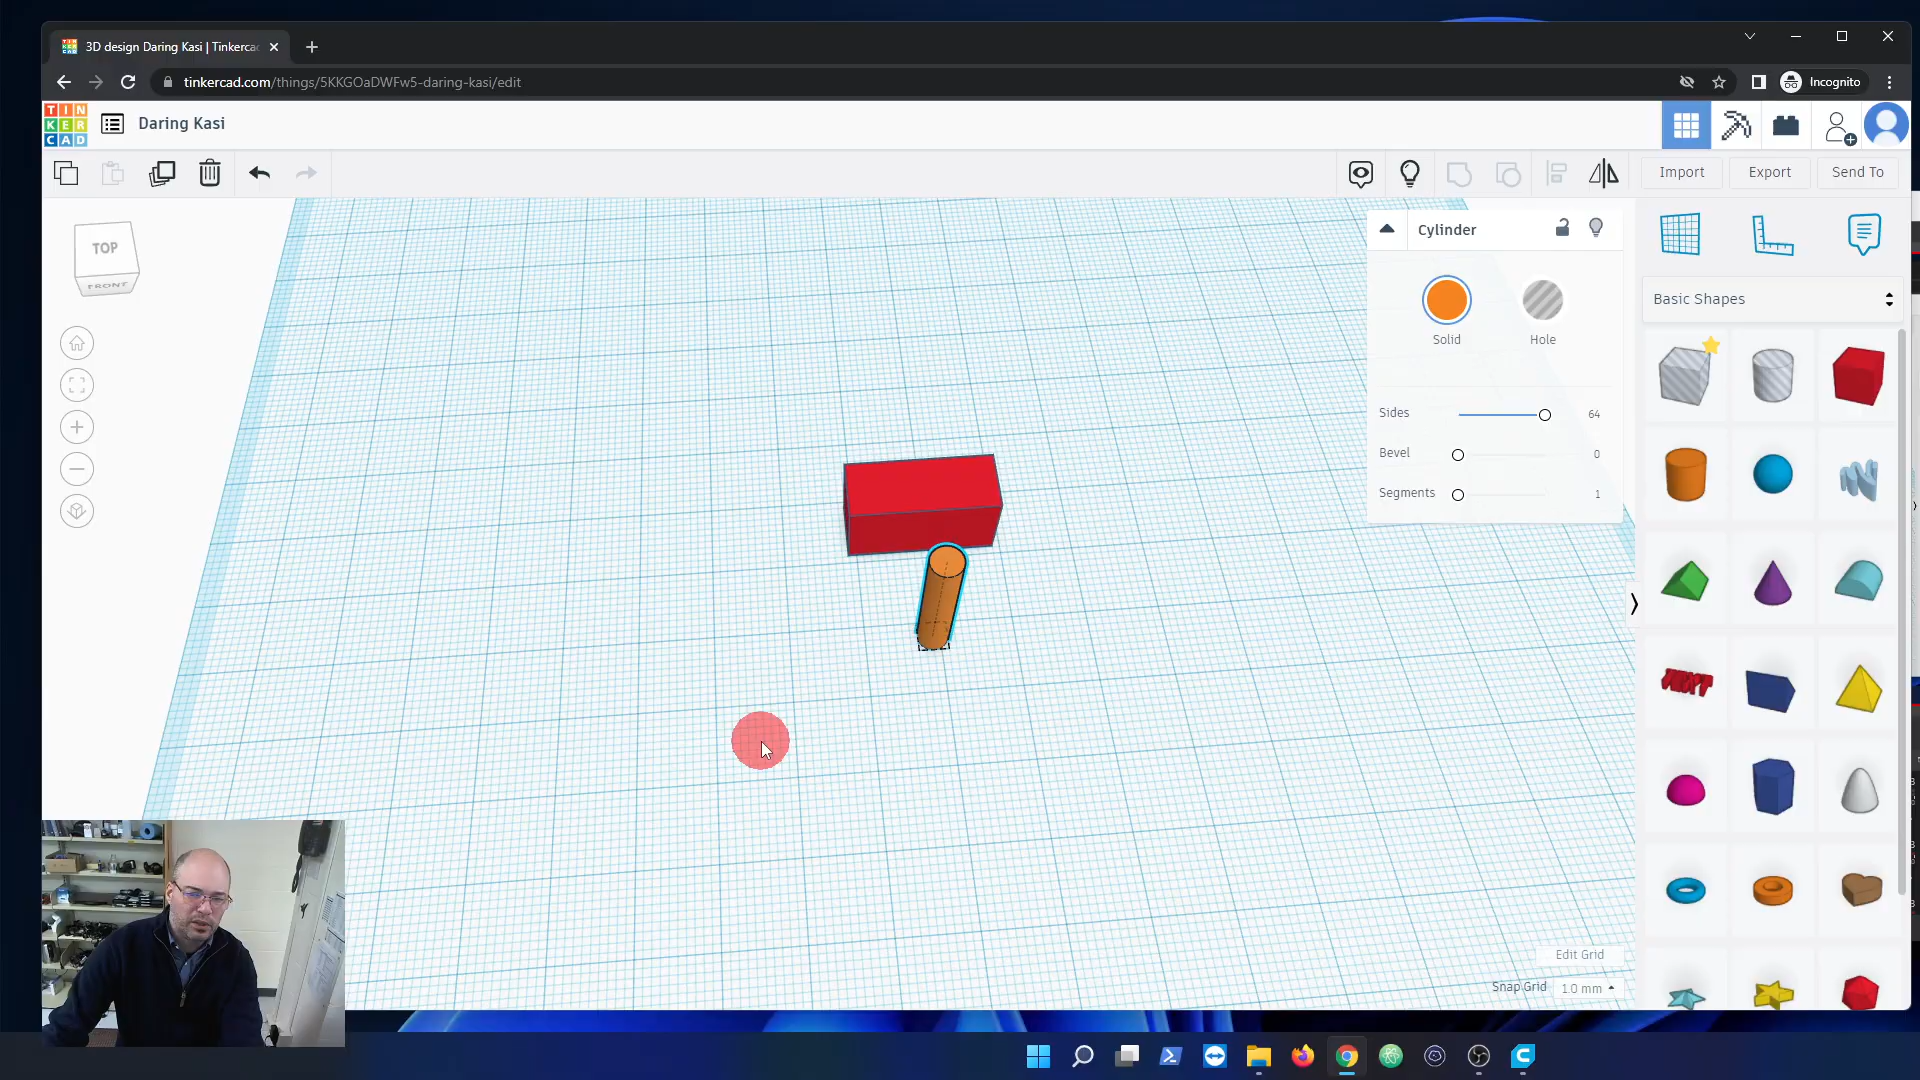 3D design Daring Kasi | Tinkerca
tinkercad.com/things/5KKGOaDWFw5-daring-kasi/edit
Incognito
TIN
KER
CAD
Daring Kasi
Import
Export
Send To
TOP
FRONT
Cylinder
Solid
Hole
Sides
64
Bevel
0
Segments
1
Basic Shapes
TEXT
Edit Grid
Snap Grid
1.0 mm